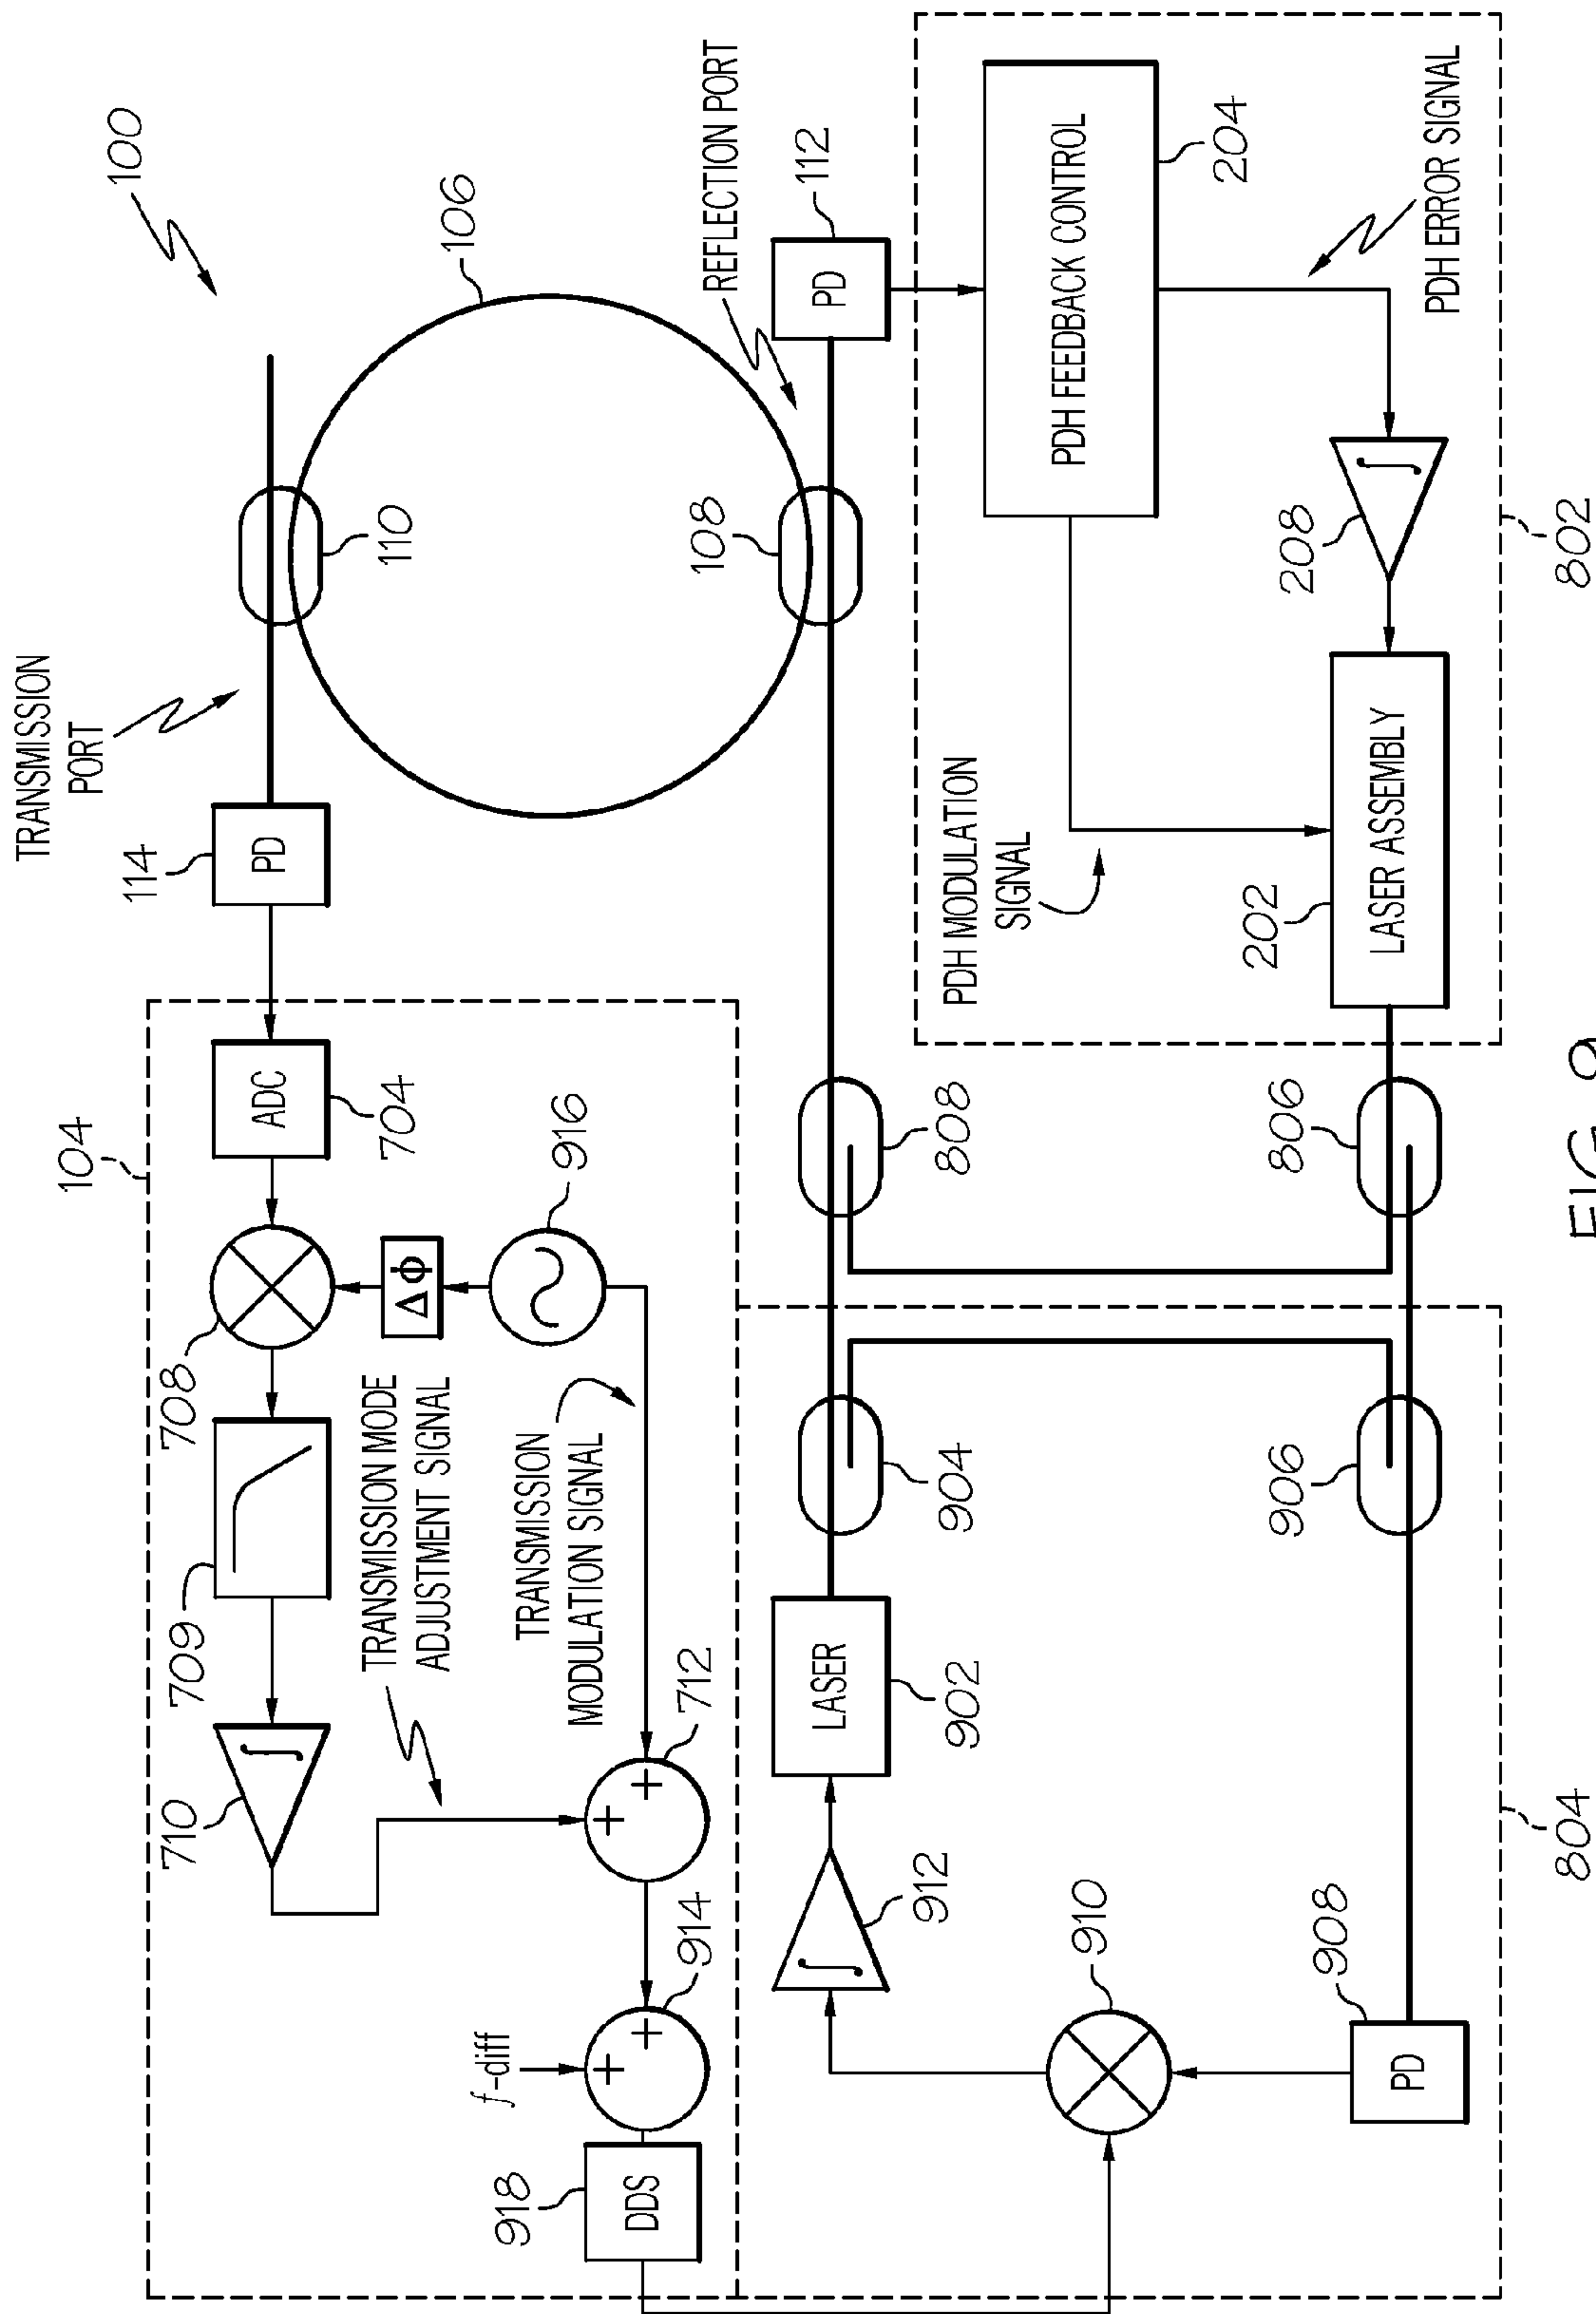 100
TRANSMISSION
PORT
114
PD
110
106
REFLECTION PORT
108
PD
112
104
ADC
704
708
709
710
ΔΦ
916
TRANSMISSION MODE
ADJUSTMENT SIGNAL
TRANSMISSION
MODULATION SIGNAL
+
+
712
f-diff
+
+
914
918
DDS
PDH FEEDBACK CONTROL
204
PDH ERROR SIGNAL
208
PDH MODULATION
SIGNAL
202
LASER ASSEMBLY
802
808
806
904
906
LASER
902
912
910
908
PD
804
FIG. 9